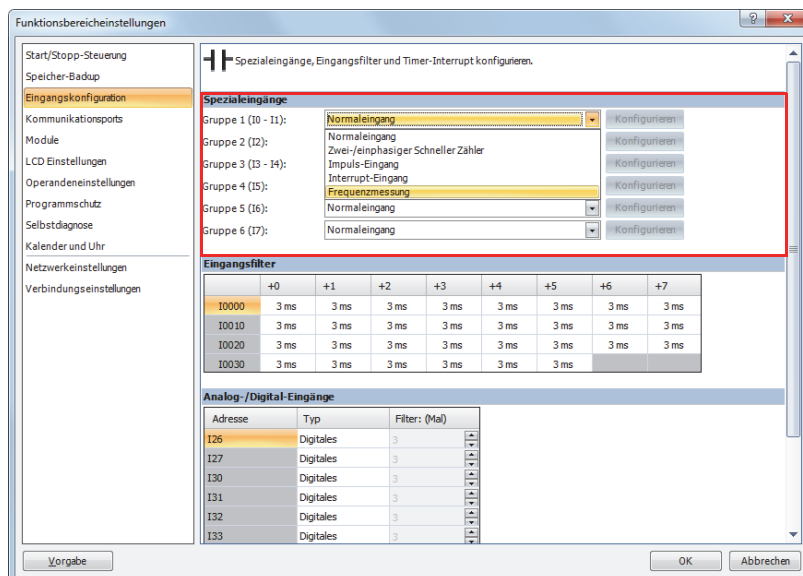 Funktionsbereicheinstellungen
Start/Stopp-Steuerung
Speicher-Badkup
Eingangskonfiguration
Kommunikationsports
Module
LCD Einstellungen
Operandeneinstellungen
Programmschutz
Selbstdiagnose
Kalender und Uhr
Netzwerkeinstellungen
Verbindungseinstellungen
Spezialeingänge, Eingangsfilter und Timer-Interrupt konfigurieren.
Spezialeingänge
Gruppe 1 (I0 - I1): Normaleingang Konfigurieren
Gruppe 2 (I2): Normaleingang Konfigurieren
Zwei-/einphasiger Schneller Zähler
Gruppe 3 (I3 - I4): Impuls-Eingang Konfigurieren
Interrupt-Eingang
Gruppe 4 (I5): Frequenzmessung Konfigurieren
Gruppe 5 (I6): Normaleingang Konfigurieren
Gruppe 6 (I7): Normaleingang Konfigurieren
Eingangsfilter
+0 +1 +2 +3 +4 +5 +6 +7
I0000 3 ms 3 ms 3 ms 3 ms 3 ms 3 ms 3 ms 3 ms
I0010 3 ms 3 ms 3 ms 3 ms 3 ms 3 ms 3 ms 3 ms
I0020 3 ms 3 ms 3 ms 3 ms 3 ms 3 ms 3 ms 3 ms
I0030 3 ms 3 ms 3 ms 3 ms 3 ms 3 ms
Analog-/Digital-Eingänge
Adresse Typ Filter: (Mal)
I26 Digitales 3
I27 Digitales 3
I30 Digitales 3
I31 Digitales 3
I32 Digitales 3
I33 Digitales 3
Vorgabe OK Abbrechen